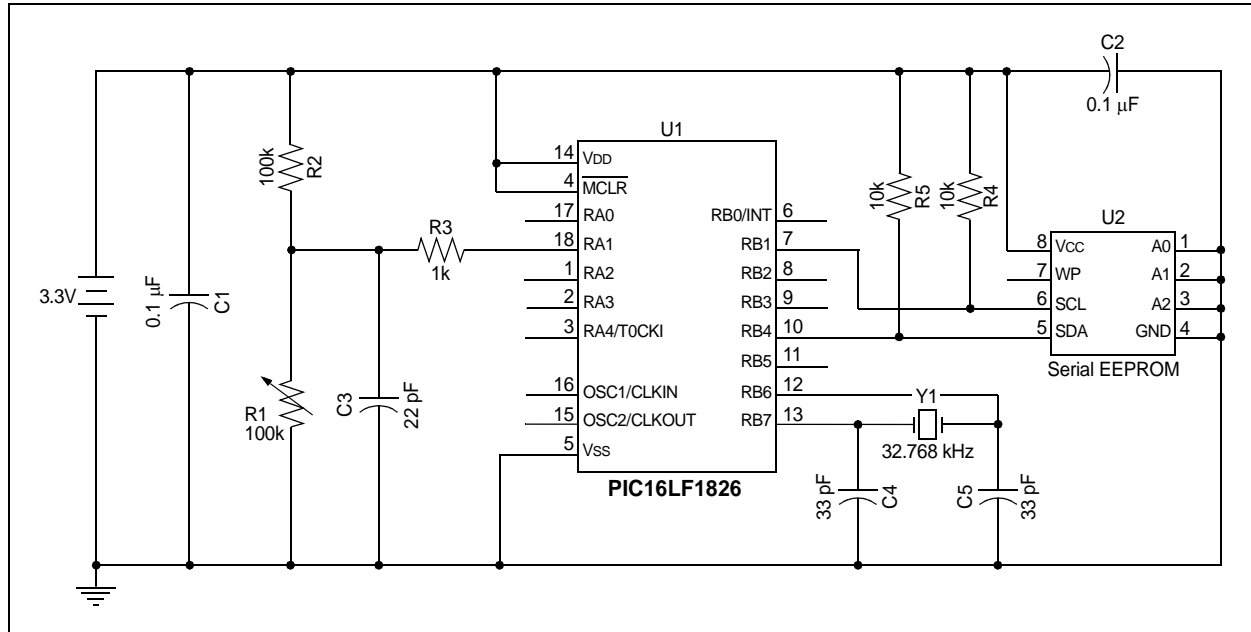 C2
0.1 µF
U1
14 VDD
4 MCLR
17 RA0
18 RA1
1 RA2
2 RA3
3 RA4/T0CKI
16 OSC1/CLKIN
15 OSC2/CLKOUT
5 VSS
RB0/INT 6
RB1 7
RB2 8
RB3 9
RB4 10
RB5 11
RB6 12
RB7 13
PIC16LF1826
100k
R2
R3
1k
3.3V
0.1 µF
C1
R1
100k
C3
22 pF
10k
R5
10k
R4
U2
8 VCC
7 WP
6 SCL
5 SDA
A0 1
A1 2
A2 3
GND 4
Serial EEPROM
Y1
32.768 kHz
33 pF
C4
C5
33 pF